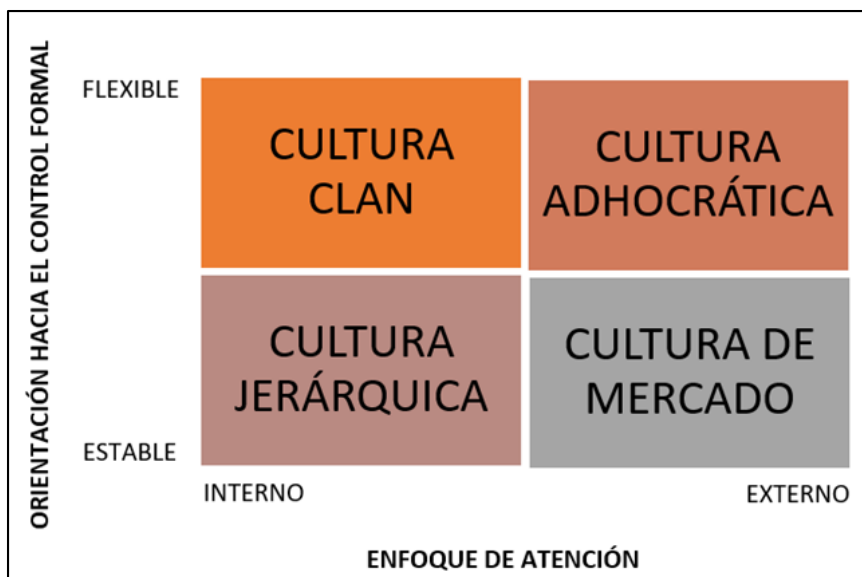 ORIENTACIÓN HACIA EL CONTROL FORMAL
FLEXIBLE
CULTURA
CLAN
CULTURA
ADHOCRÁTICA
CULTURA
JERÁRQUICA
CULTURA DE
MERCADO
ESTABLE
INTERNO
EXTERNO
ENFOQUE DE ATENCIÓN